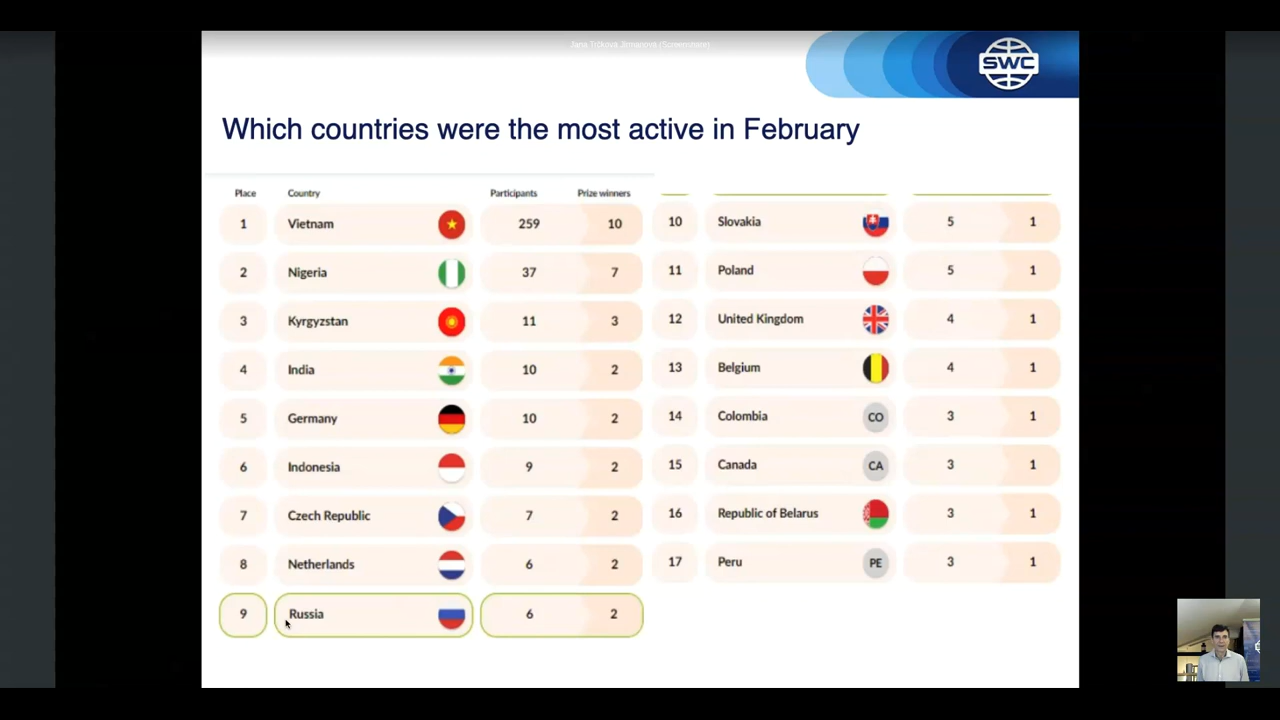 SWC
Which countries were the most active in February
Place Country Participants Prize winners
1 Vietnam 259 10
2 Nigeria 37 7
3 Kyrgyzstan 11 3
4 India 10 2
5 Germany 10 2
6 Indonesia 9 2
7 Czech Republic 7 2
8 Netherlands 6 2
9 Russia 6 2
10 Slovakia 5 1
11 Poland 5 1
12 United Kingdom 4 1
13 Belgium 4 1
14 Colombia CO 3 1
15 Canada CA 3 1
16 Republic of Belarus 3 1
17 Peru PE 3 1